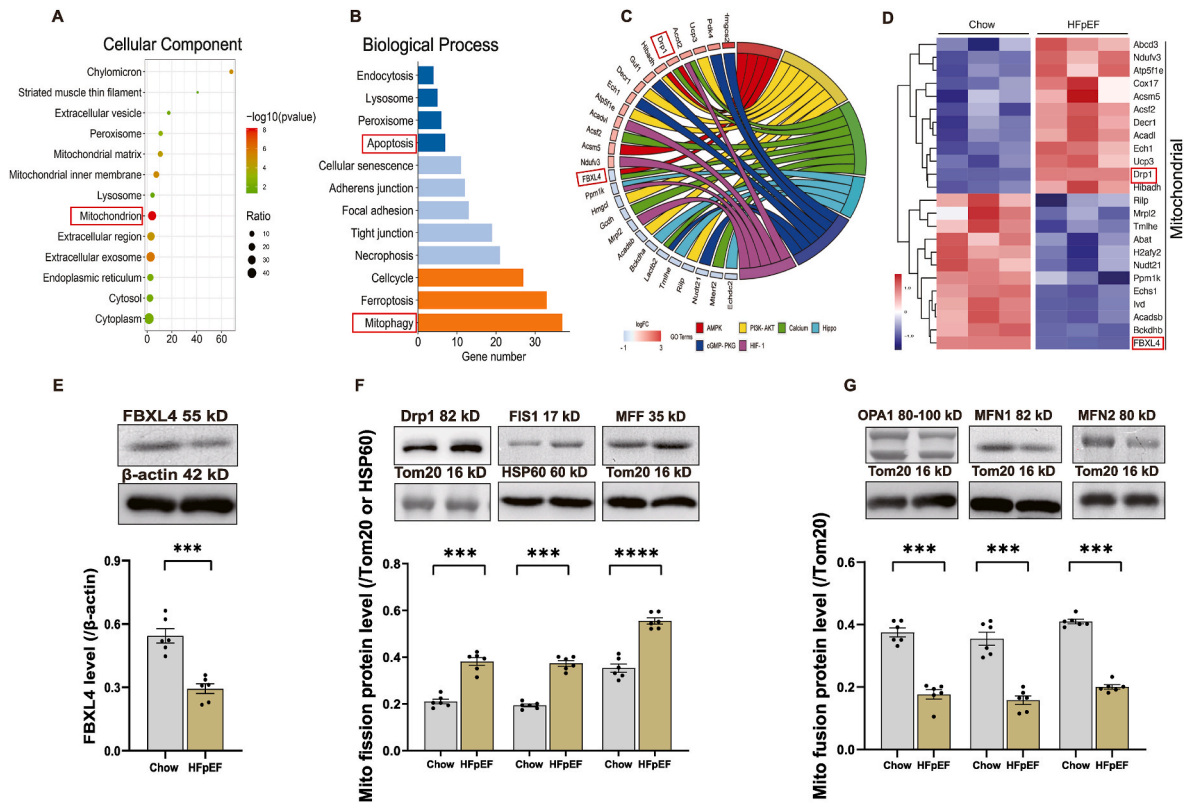 A
Cellular Component
Chylomicron
Striated muscle thin filament
Extracellular vesicle
Peroxisome
Mitochondrial matrix
Mitochondrial inner membrane
Lysosome
Mitochondrion
Extracellular region
Extracellular exosome
Endoplasmic reticulum
Cytosol
Cytoplasm
0 20 40 60
−log10(pvalue)
8
6
4
2
Ratio
10
20
30
40
B
Biological Process
Endocytosis
Lysosome
Peroxisome
Apoptosis
Cellular senescence
Adherens junction
Focal adhesion
Tight junction
Necrophosis
Cellcycle
Ferroptosis
Mitophagy
0 10 20 30
Gene number
C
Hmgcs2
Pdk4
Ucp3
Acot2
Drp1
Hibadh
Guf1
Decr1
Ech1
Atp5f1e
Acadvl
Acsf2
Acsm5
Ndufv3
FBXL4
Ppm1k
Hmgcl
Gcdh
Mrpl2
Acadsb
Bckdha
Lactb2
Tmlhe
Rilp
Nudt21
Mterf2
Echdc2
logFC
-1 3
GO Terms
AMPK
PI3K- AKT
Calcium
Hippo
cGMP- PKG
HIF- 1
D
Chow HFpEF
Abcd3
Ndufv3
Atp5f1e
Cox17
Acsm5
Acsf2
Decr1
Acadl
Ech1
Ucp3
Drp1
Hibadh
Rilp
Mrpl2
Tmlhe
Abat
H2afy2
Nudt21
Ppm1k
Echs1
Ivd
Acadsb
Bckdhb
FBXL4
Mitochondrial
1.0
0
-1.0
E
FBXL4 55 kD
β-actin 42 kD
FBXL4 level (/β-actin)
0.9
0.6
0.3
0.0
***
Chow HFpEF
F
Drp1 82 kD FIS1 17 kD MFF 35 kD
Tom20 16 kD HSP60 60 kD Tom20 16 kD
Mito fission protein level (/Tom20 or HSP60)
0.8
0.6
0.4
0.2
0.0
*** *** ****
Chow HFpEF Chow HFpEF Chow HFpEF
G
OPA1 80-100 kD MFN1 82 kD MFN2 80 kD
Tom20 16 kD Tom20 16 kD Tom20 16 kD
Mito fusion protein level (/Tom20)
0.6
0.4
0.2
0.0
*** *** ***
Chow HFpEF Chow HFpEF Chow HFpEF